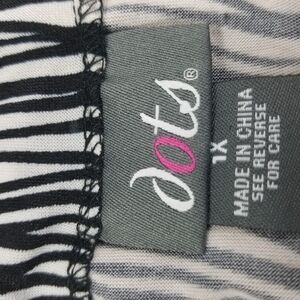 dots®
1X
MADE IN CHINA
SEE REVERSE
FOR CARE